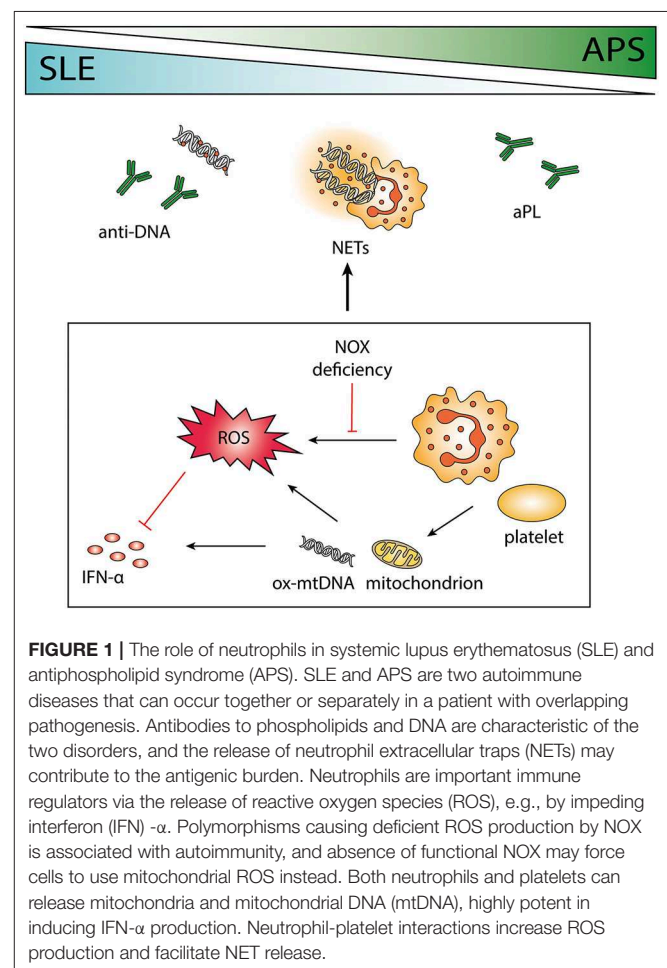 APS
SLE
anti-DNA
NETs
aPL
NOX
deficiency
ROS
platelet
IFN-α
ox-mtDNA mitochondrion
FIGURE 1 | The role of neutrophils in systemic lupus erythematosus (SLE) and
antiphospholipid syndrome (APS). SLE and APS are two autoimmune
diseases that can occur together or separately in a patient with overlapping
pathogenesis. Antibodies to phospholipids and DNA are characteristic of the
two disorders, and the release of neutrophil extracellular traps (NETs) may
contribute to the antigenic burden. Neutrophils are important immune
regulators via the release of reactive oxygen species (ROS), e.g., by impeding
interferon (IFN) -α. Polymorphisms causing deficient ROS production by NOX
is associated with autoimmunity, and absence of functional NOX may force
cells to use mitochondrial ROS instead. Both neutrophils and platelets can
release mitochondria and mitochondrial DNA (mtDNA), highly potent in
inducing IFN-α production. Neutrophil-platelet interactions increase ROS
production and facilitate NET release.